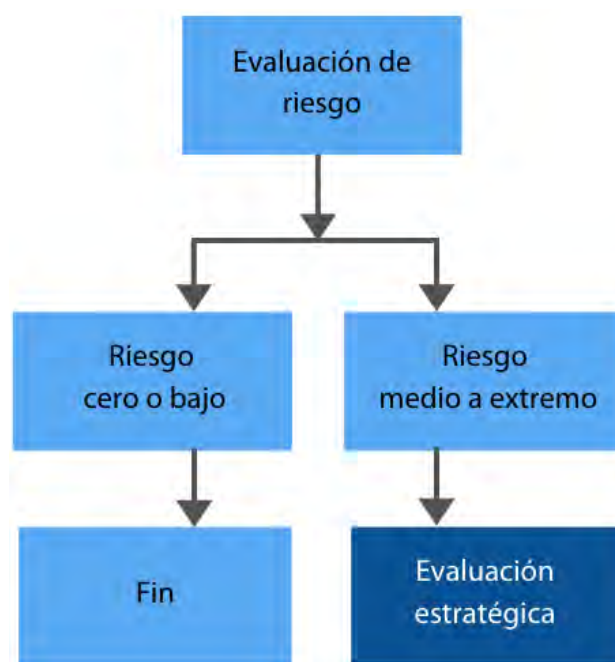 Evaluación de
riesgo
Riesgo
cero o bajo
Riesgo
medio a extremo
Fin
Evaluación
estratégica